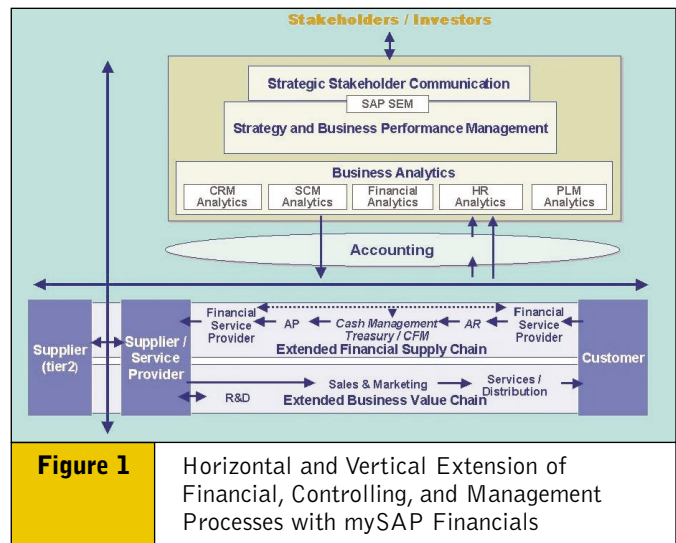 Stakeholders / Investors
Strategic Stakeholder Communication
SAP SEM
Strategy and Business Performance Management
Business Analytics
CRM Analytics
SCM Analytics
Financial Analytics
HR Analytics
PLM Analytics
Accounting
Supplier (tier2)
Supplier / Service Provider
Financial Service Provider
AP
Cash Management Treasury / CFM
AR
Financial Service Provider
Extended Financial Supply Chain
Customer
R&D
Sales & Marketing
Services / Distribution
Extended Business Value Chain
Figure 1
Horizontal and Vertical Extension of
Financial, Controlling, and Management
Processes with mySAP Financials